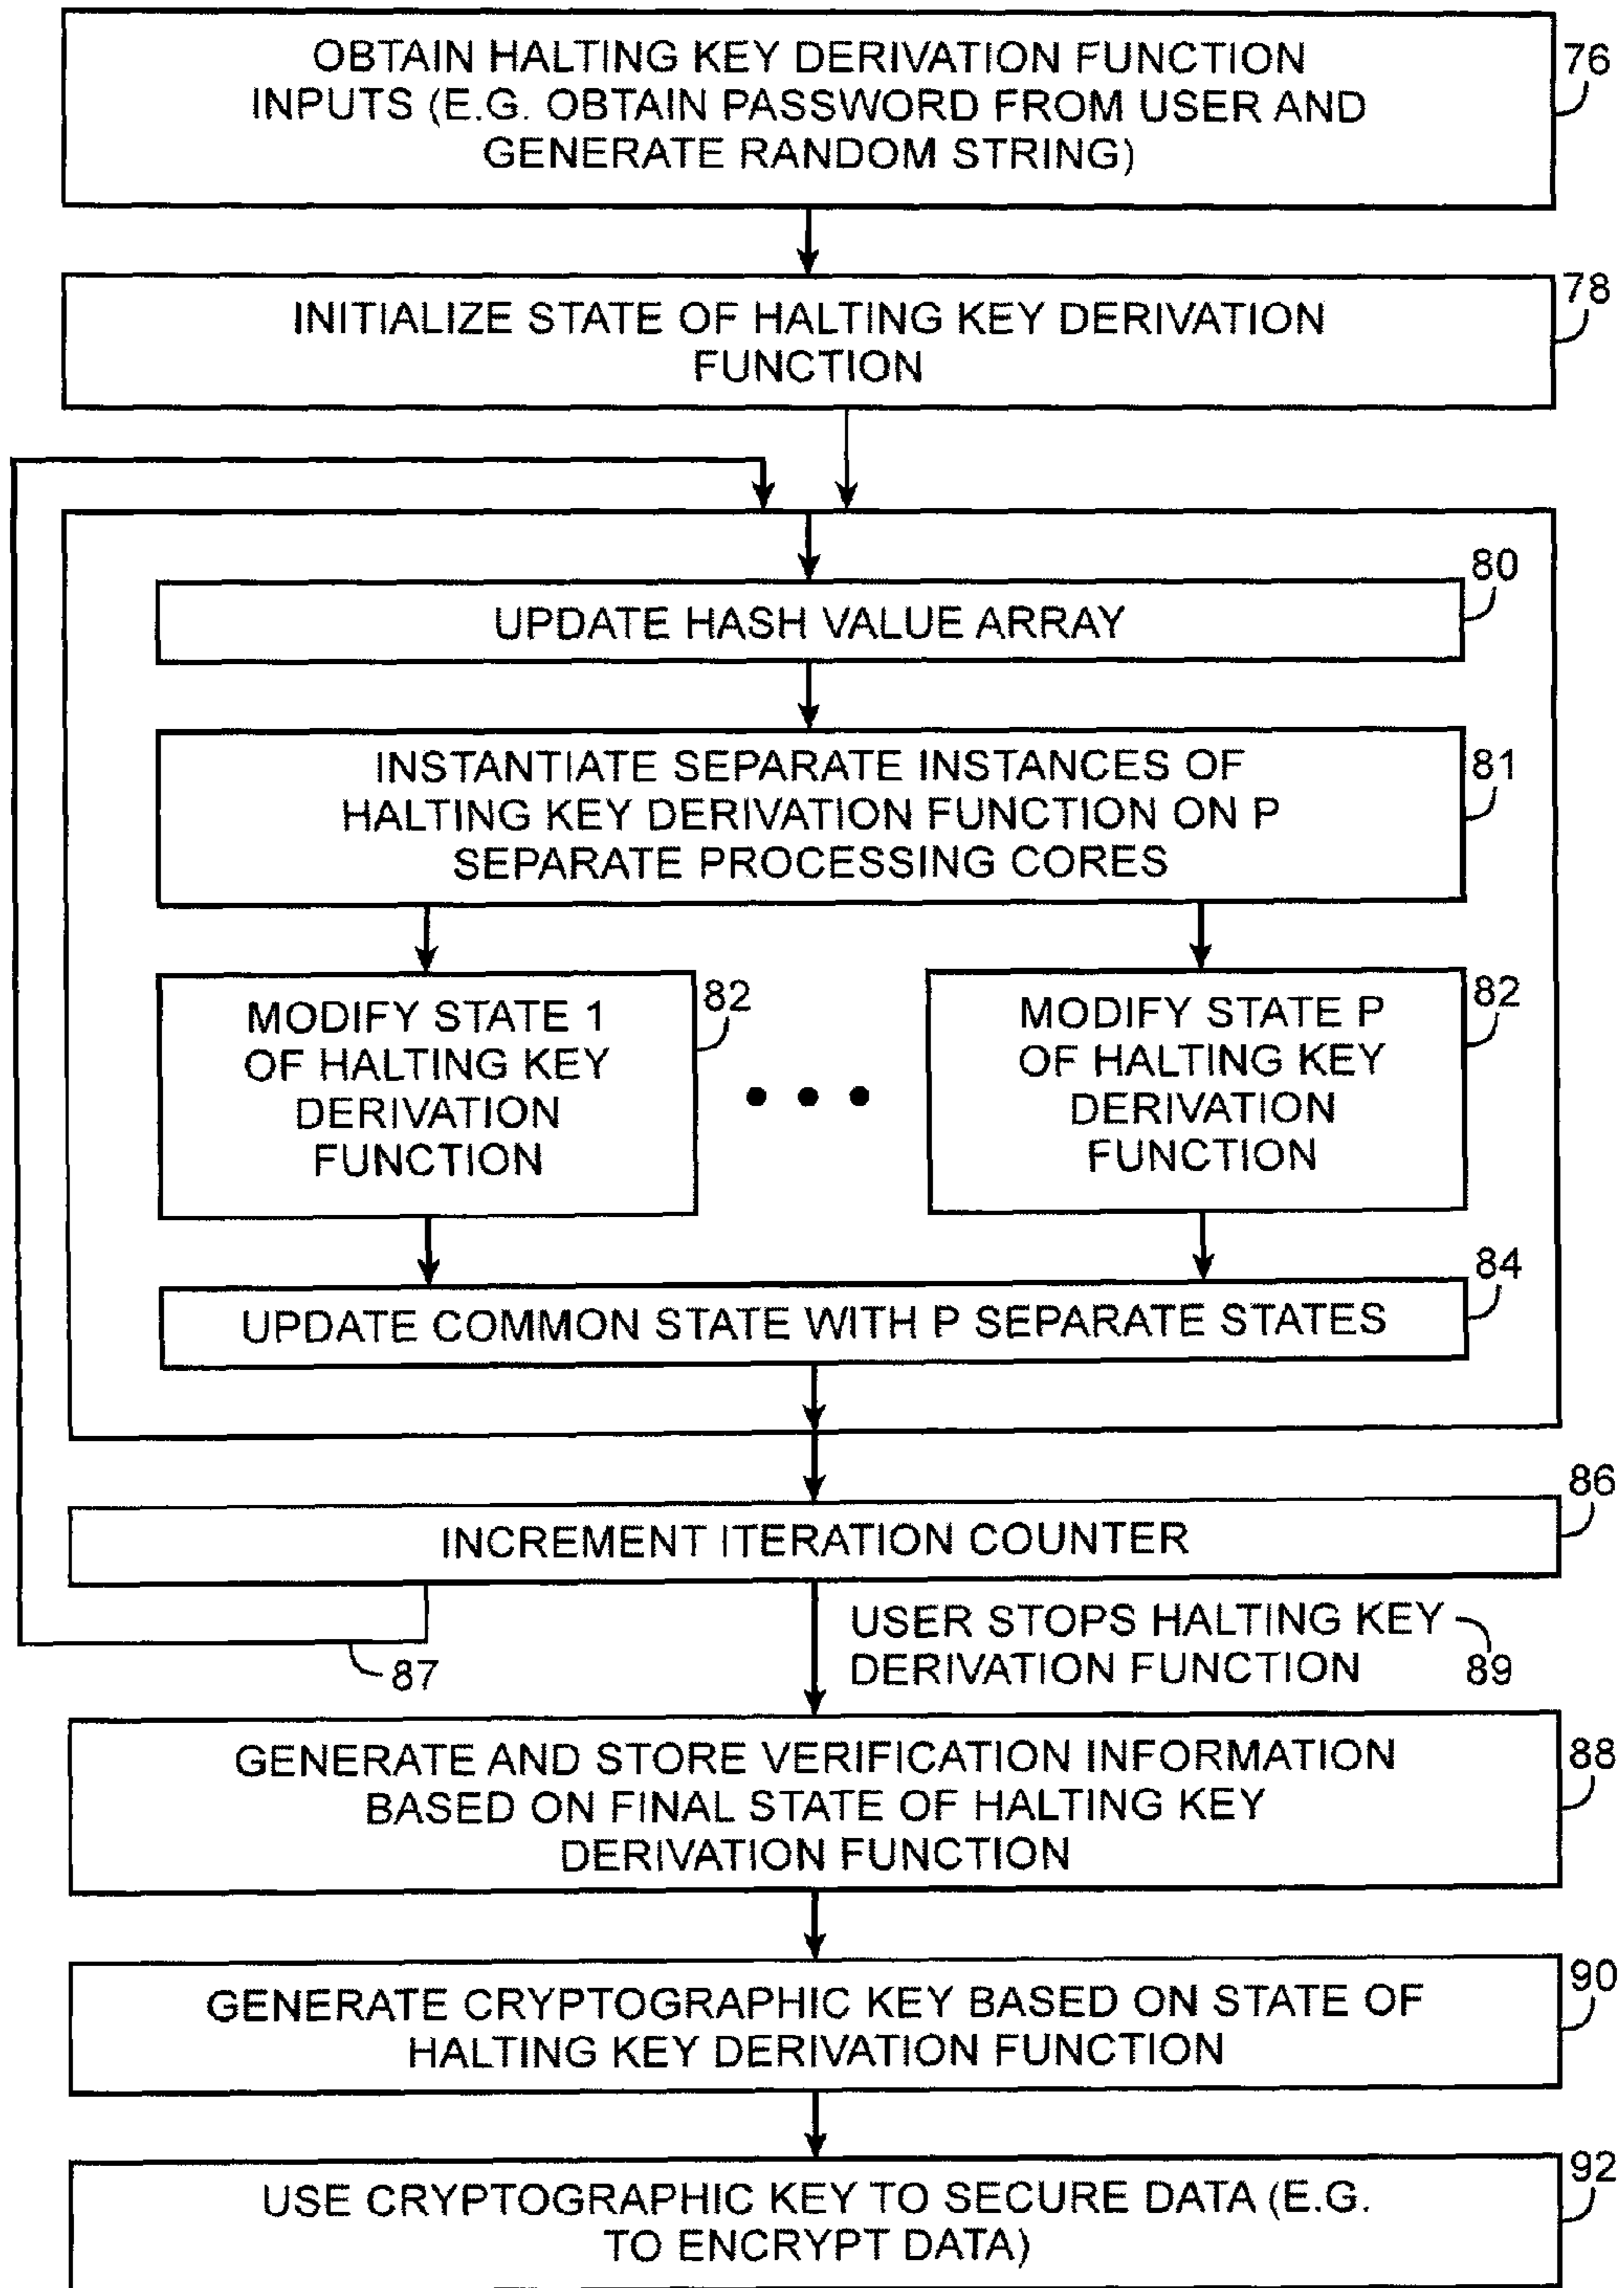 OBTAIN HALTING KEY DERIVATION FUNCTION
INPUTS (E.G. OBTAIN PASSWORD FROM USER AND
GENERATE RANDOM STRING)
76
INITIALIZE STATE OF HALTING KEY DERIVATION
FUNCTION
78
80
UPDATE HASH VALUE ARRAY
INSTANTIATE SEPARATE INSTANCES OF
HALTING KEY DERIVATION FUNCTION ON P
SEPARATE PROCESSING CORES
81
MODIFY STATE 1
OF HALTING KEY
DERIVATION
FUNCTION
82
MODIFY STATE P
OF HALTING KEY
DERIVATION
FUNCTION
82
84
UPDATE COMMON STATE WITH P SEPARATE STATES
86
INCREMENT ITERATION COUNTER
87
USER STOPS HALTING KEY
DERIVATION FUNCTION
89
GENERATE AND STORE VERIFICATION INFORMATION
BASED ON FINAL STATE OF HALTING KEY
DERIVATION FUNCTION
88
GENERATE CRYPTOGRAPHIC KEY BASED ON STATE OF
HALTING KEY DERIVATION FUNCTION
90
USE CRYPTOGRAPHIC KEY TO SECURE DATA (E.G.
TO ENCRYPT DATA)
92